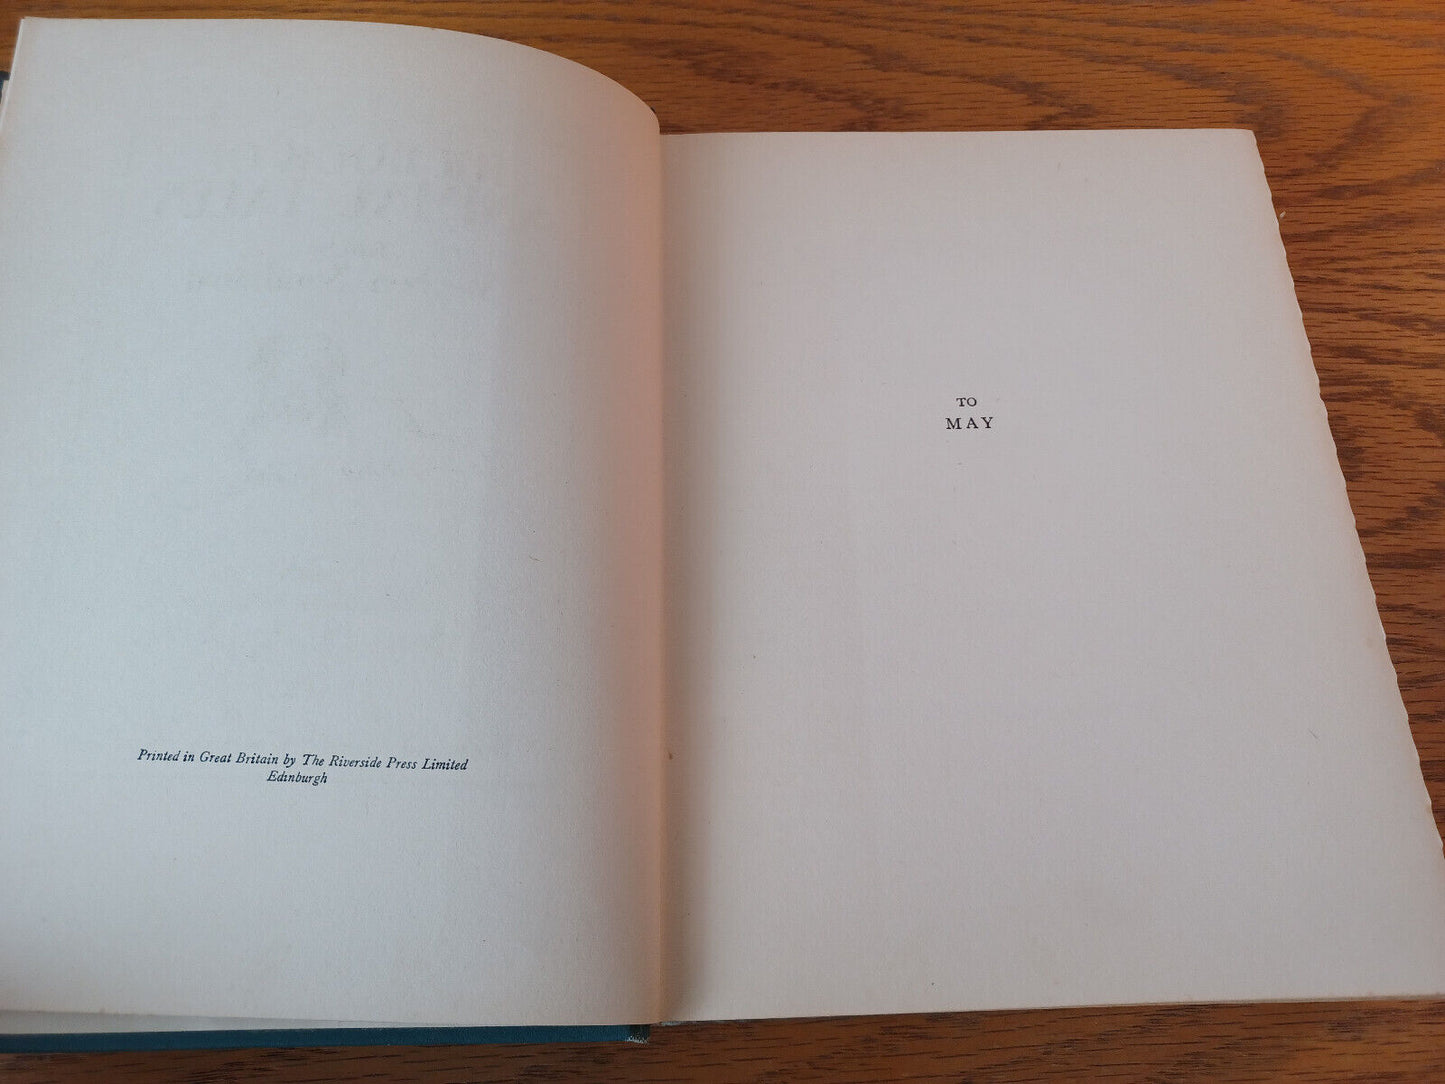 Printed in Great Britain by The Riverside Press Limited
Edinburgh
TO
MAY